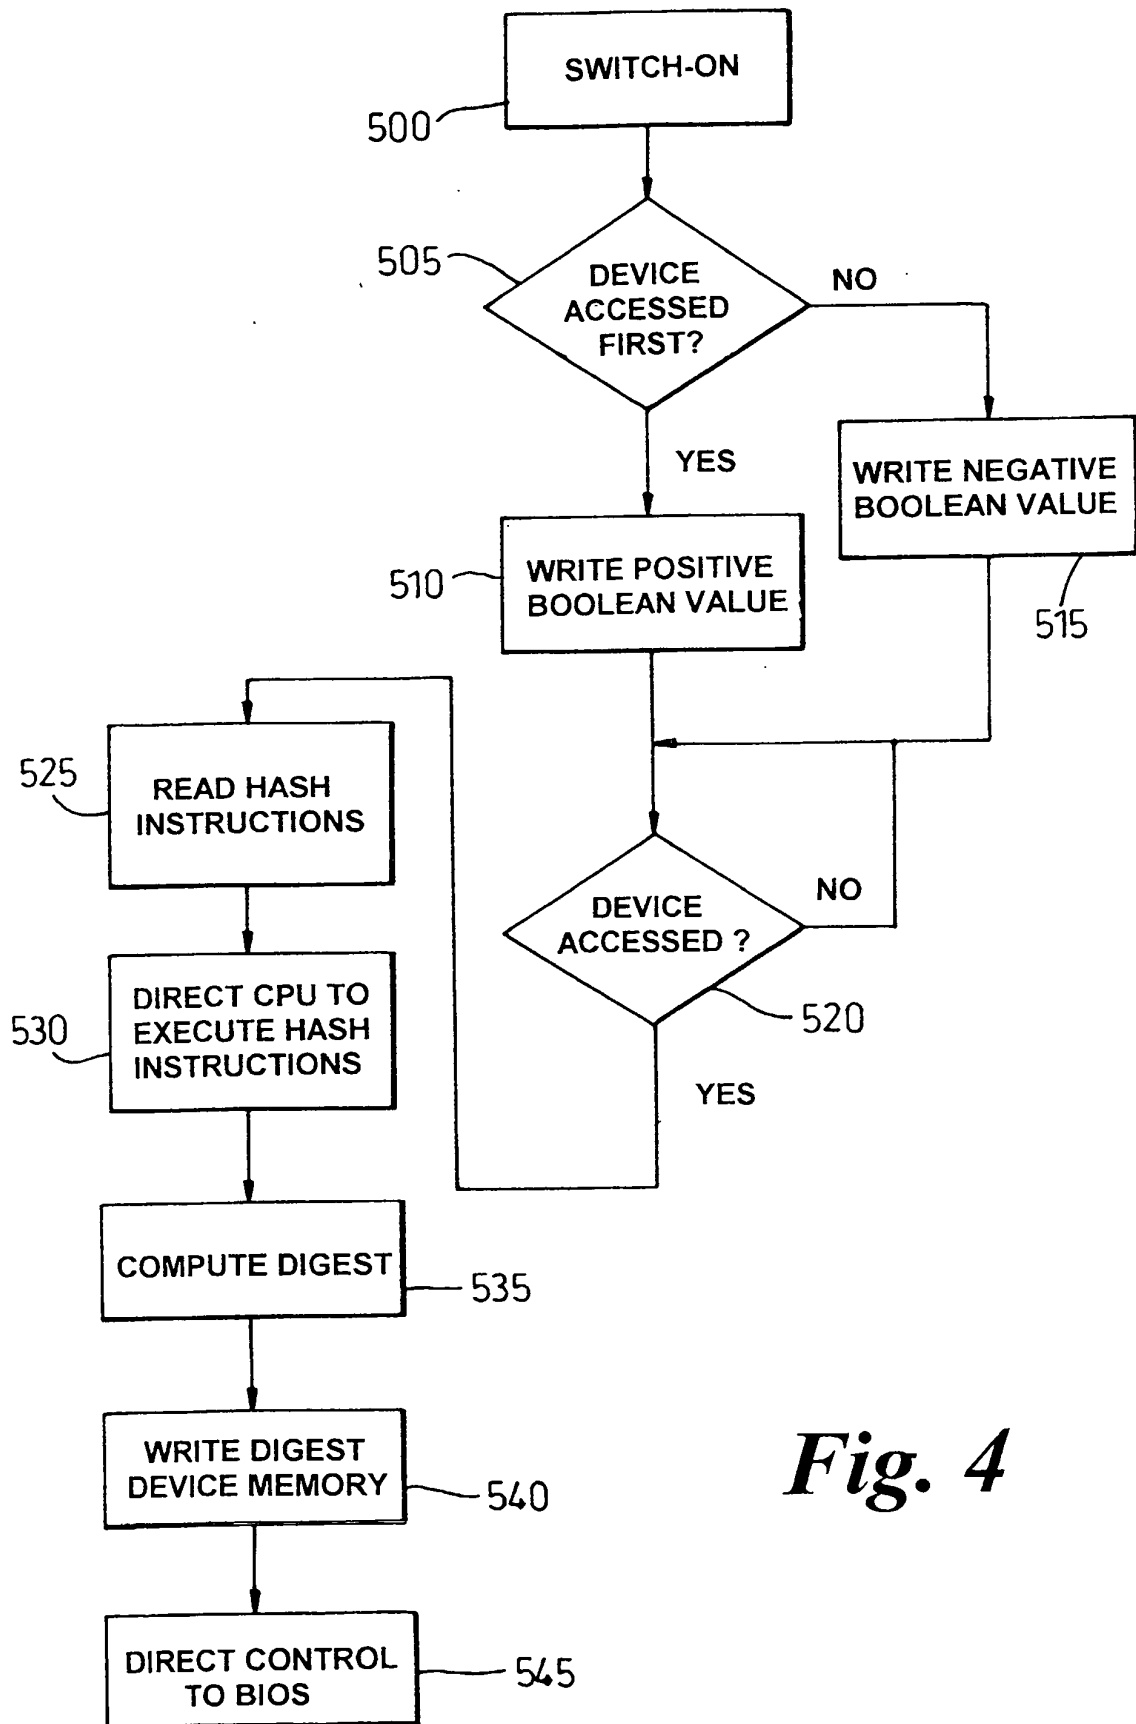 SWITCH-ON
500
505
DEVICE
ACCESSED
FIRST?
NO
YES
WRITE NEGATIVE
BOOLEAN VALUE
515
510
WRITE POSITIVE
BOOLEAN VALUE
525
READ HASH
INSTRUCTIONS
DEVICE
ACCESSED ?
NO
520
YES
530
DIRECT CPU TO
EXECUTE HASH
INSTRUCTIONS
COMPUTE DIGEST
535
WRITE DIGEST
DEVICE MEMORY
540
DIRECT CONTROL
TO BIOS
545
Fig. 4